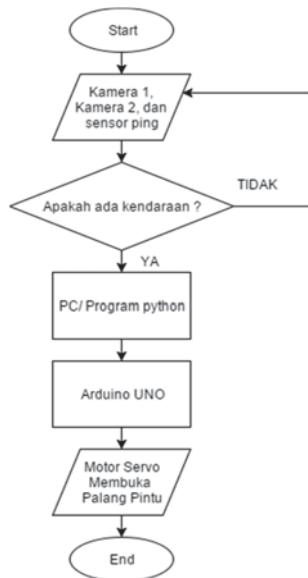 Start
Kamera 1,
Kamera 2, dan
sensor ping
TIDAK
Apakah ada kendaraan ?
YA
PC/ Program python
Arduino UNO
Motor Servo
Membuka
Palang Pintu
End